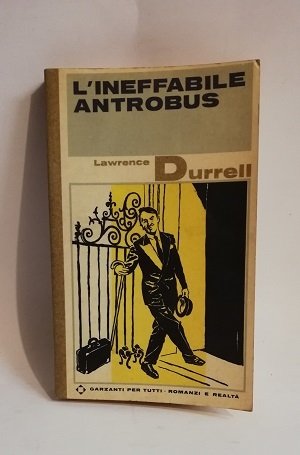 L'INEFFABILE
ANTROBUS
Lawrence Durrell
GARZANTI PER TUTTI - ROMANZI E REALTÀ